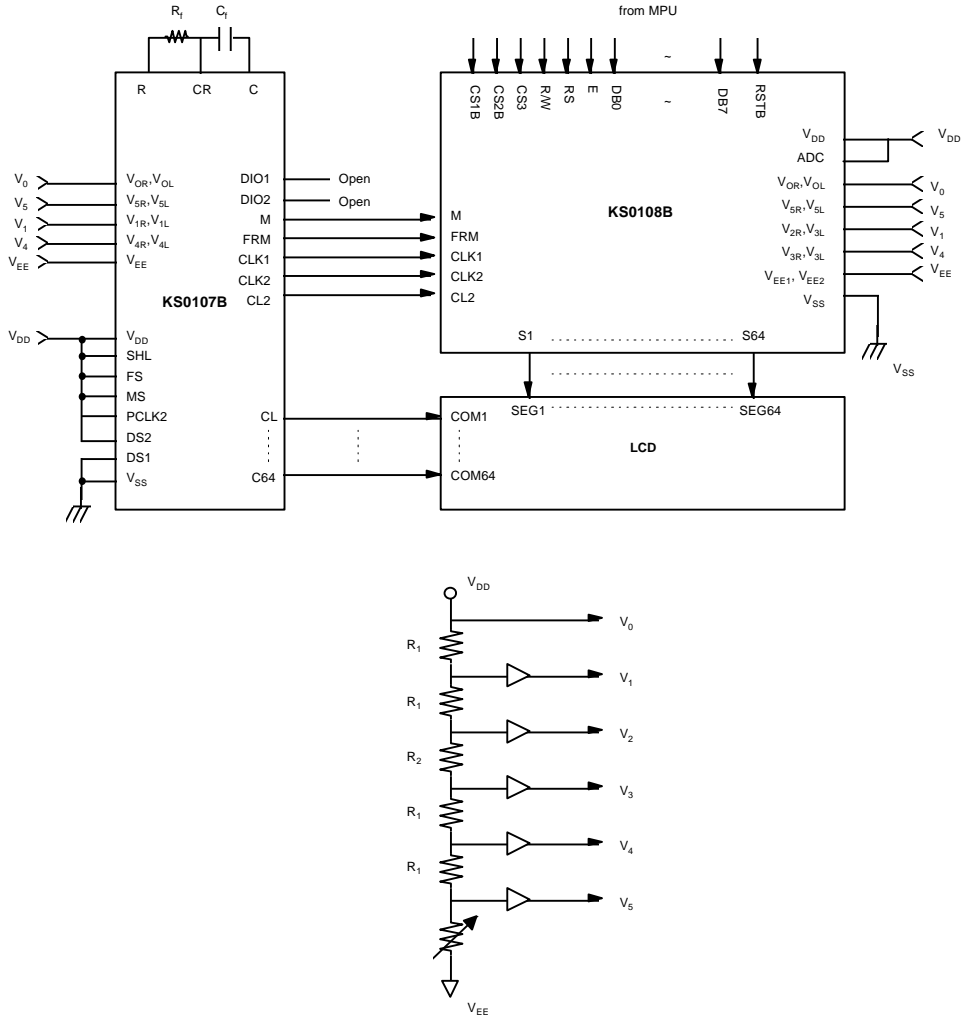 Rf
Cf
from MPU
R
CR
C
CS1B
CS2B
CS3
R/W
RS
E
DB0
~
~
DB7
RSTB
V0
V5
V1
V4
VEE
VOR,VOL
V5R,V5L
V1R,V1L
V4R,V4L
VEE
KS0107B
DIO1
DIO2
M
FRM
CLK1
CLK2
CL2
Open
Open
M
FRM
CLK1
CLK2
CL2
KS0108B
VDD
ADC
VOR,VOL
V5R,V5L
V2R,V3L
V3R,V3L
VEE1, VEE2
VSS
VDD
V0
V5
V1
V4
VEE
VSS
VDD
VDD
SHL
FS
MS
PCLK2
DS2
DS1
VSS
CL
C64
S1
S64
SEG1
SEG64
COM1
COM64
LCD
VDD
V0
R1
V1
R1
V2
R2
V3
R1
V4
R1
V5
VEE